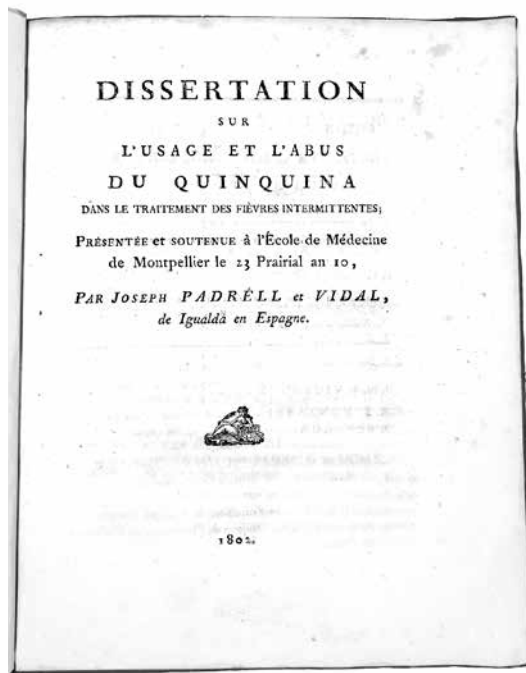 DISSERTATION
SUR
L'USAGE ET L'ABUS
DU QUINQUINA
DANS LE TRAITEMENT DES FIÈVRES INTERMITTENTES;
PRÉSENTÉE et SOUTENUE à l'École de Médecine
de Montpellier le 23 Prairial an 10,
PAR JOSEPH PADRÉLL et VIDAL,
de Igualda en Espagne.
1802.